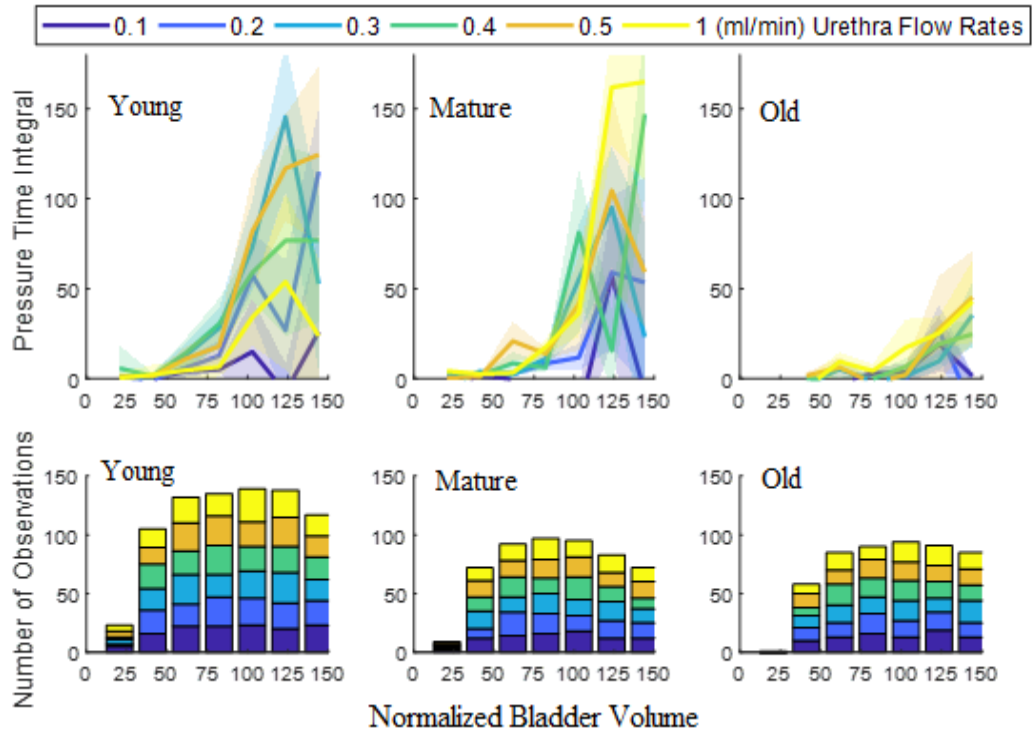 0.1 0.2 0.3 0.4 0.5 1 (ml/min) Urethra Flow Rates
Pressure Time Integral
Young
150
100
50
0
0 25 50 75 100 125 150
Mature
150
100
50
0
0 25 50 75 100 125 150
Old
150
100
50
0
0 25 50 75 100 125 150
Number of Observations
Young
150
100
50
0
0 25 50 75 100 125 150
Mature
150
100
50
0
0 25 50 75 100 125 150
Old
150
100
50
0
0 25 50 75 100 125 150
Normalized Bladder Volume